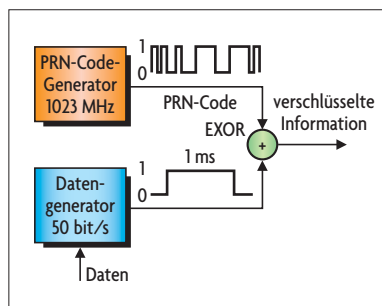 PRN-Code-
Generator
1023 MHz
1
0
PRN-Code
EXOR
verschlüsselte
Information
+
Daten-
generator
50 bit/s
1
0
1 ms
Daten